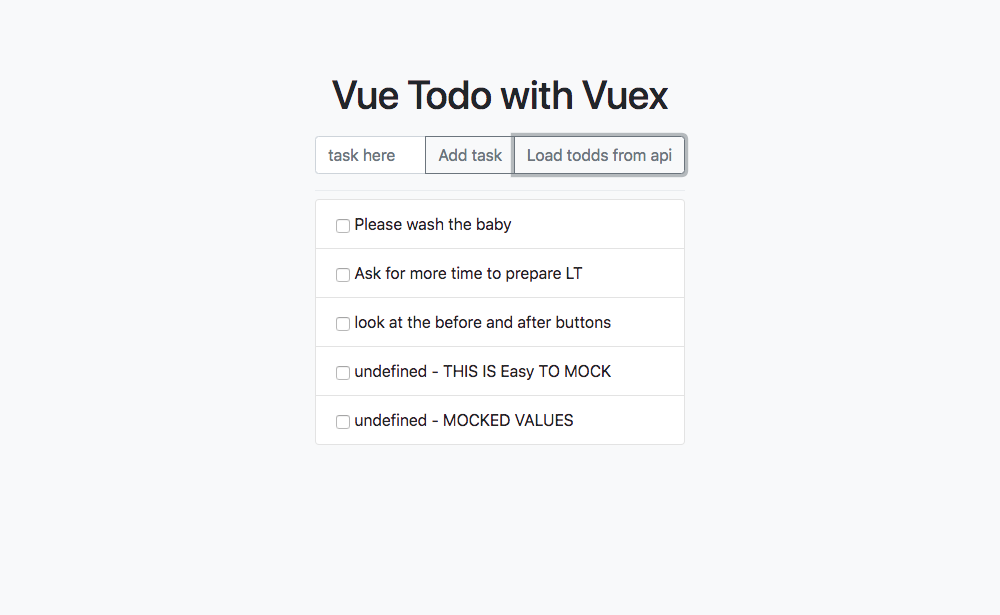 Vue Todo with Vuex
task here Add task Load todds from api
Please wash the baby
Ask for more time to prepare LT
look at the before and after buttons
undefined - THIS IS Easy TO MOCK
undefined - MOCKED VALUES